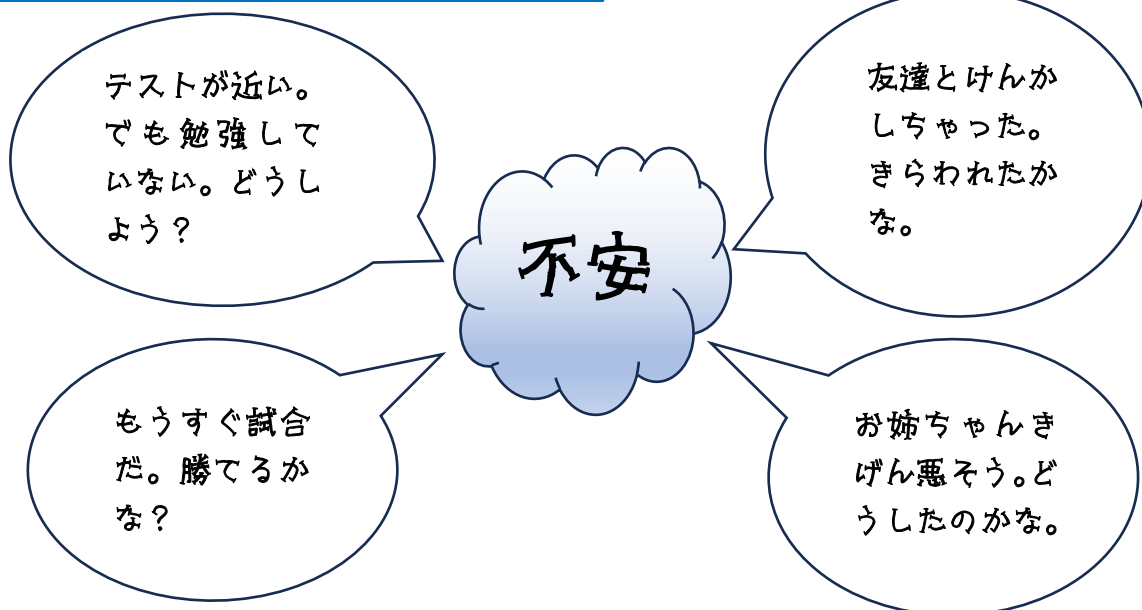 テストが近い。
でも勉強して
いない。どうし
よう？
友達とけんか
しちゃった。
きらわれたか
な。
不安
もうすぐ試合
だ。勝てるか
な？
お姉ちゃんき
げん悪そう。ど
うしたのかな。